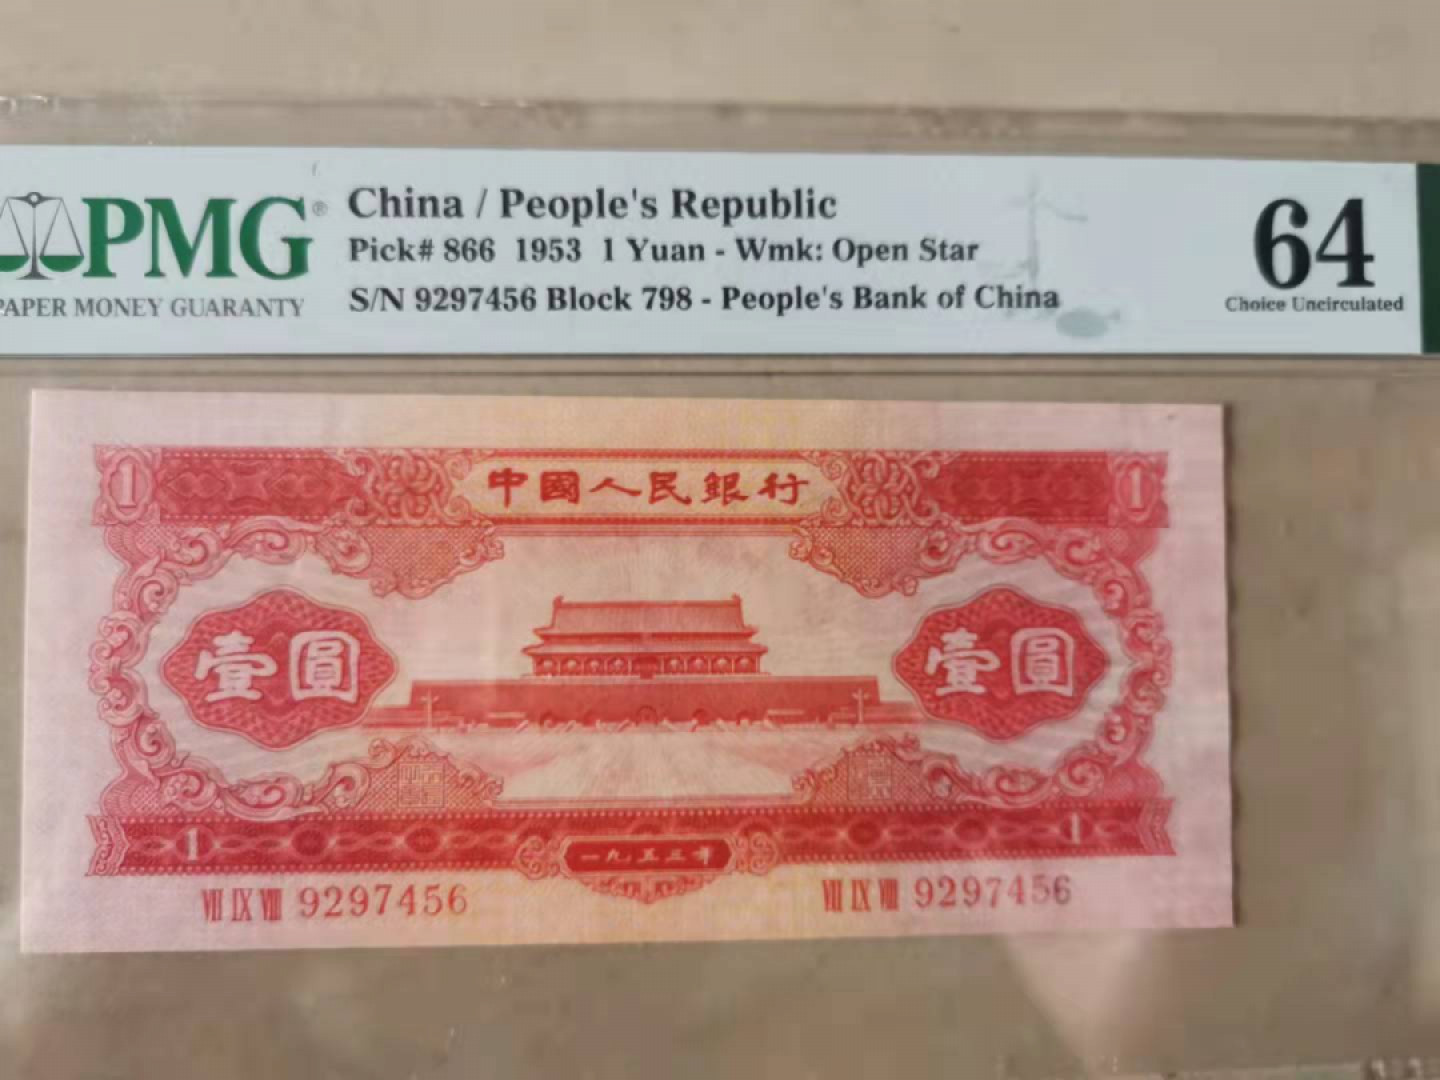 PMG®
PAPER MONEY GUARANTY
China / People's Republic
Pick# 866 1953 1 Yuan - Wmk: Open Star
S/N 9297456 Block 798 - People's Bank of China
64
Choice Uncirculated
1
中國人民銀行
1
壹圓
壹圓
1
一九五三年
1
Ⅶ Ⅸ Ⅷ 9297456
Ⅶ Ⅸ Ⅷ 9297456